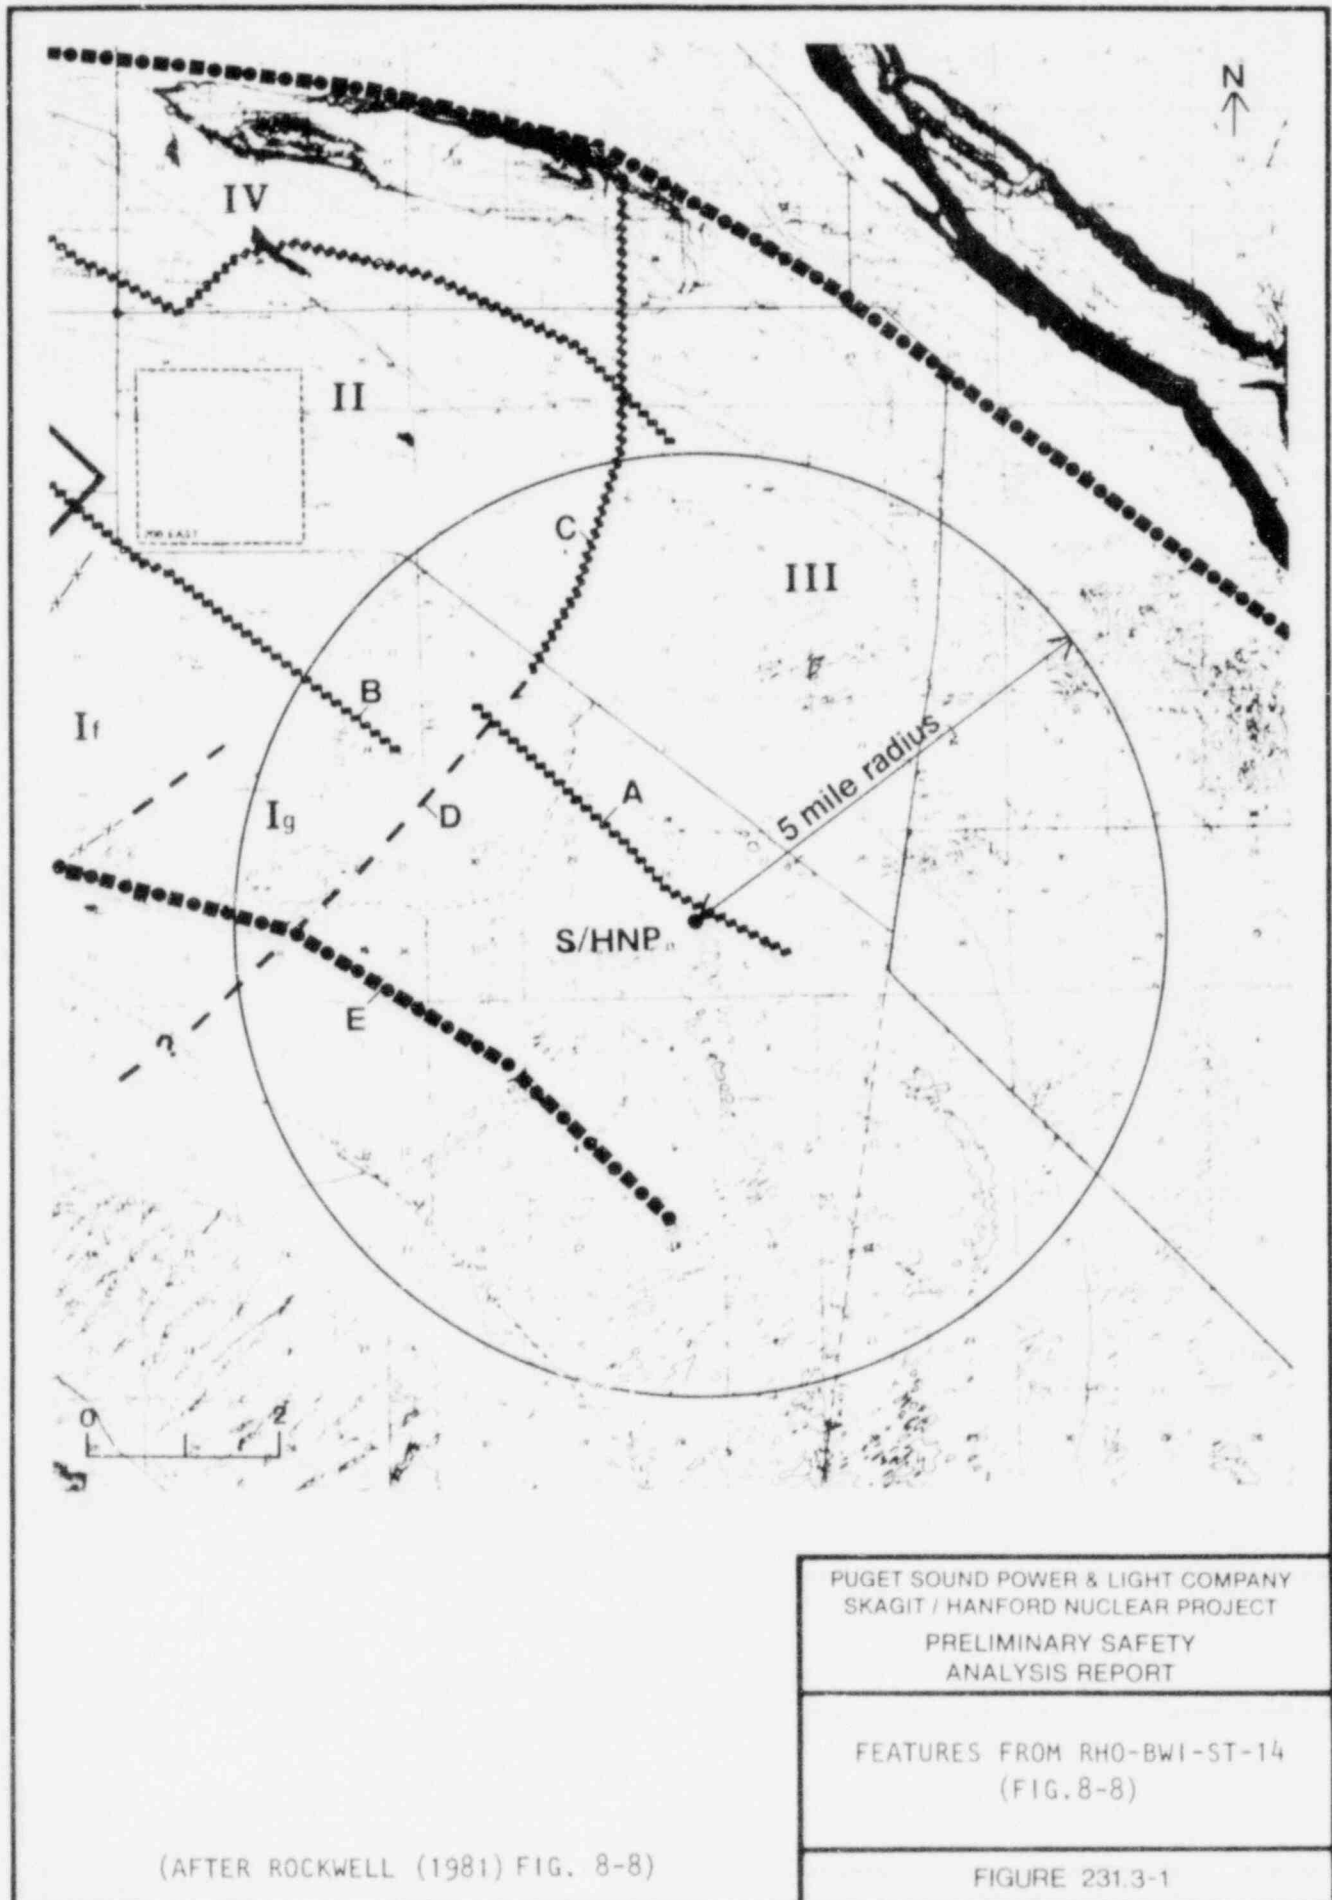 N
IV
II
200 EAST
C
III
B
If
5 mile radius
A
Ig
D
S/HNP
E
?
0 2
PUGET SOUND POWER & LIGHT COMPANY
SKAGIT / HANFORD NUCLEAR PROJECT
PRELIMINARY SAFETY
ANALYSIS REPORT
FEATURES FROM RHO-BWI-ST-14
(FIG.8-8)
(AFTER ROCKWELL (1981) FIG. 8-8)
FIGURE 231.3-1